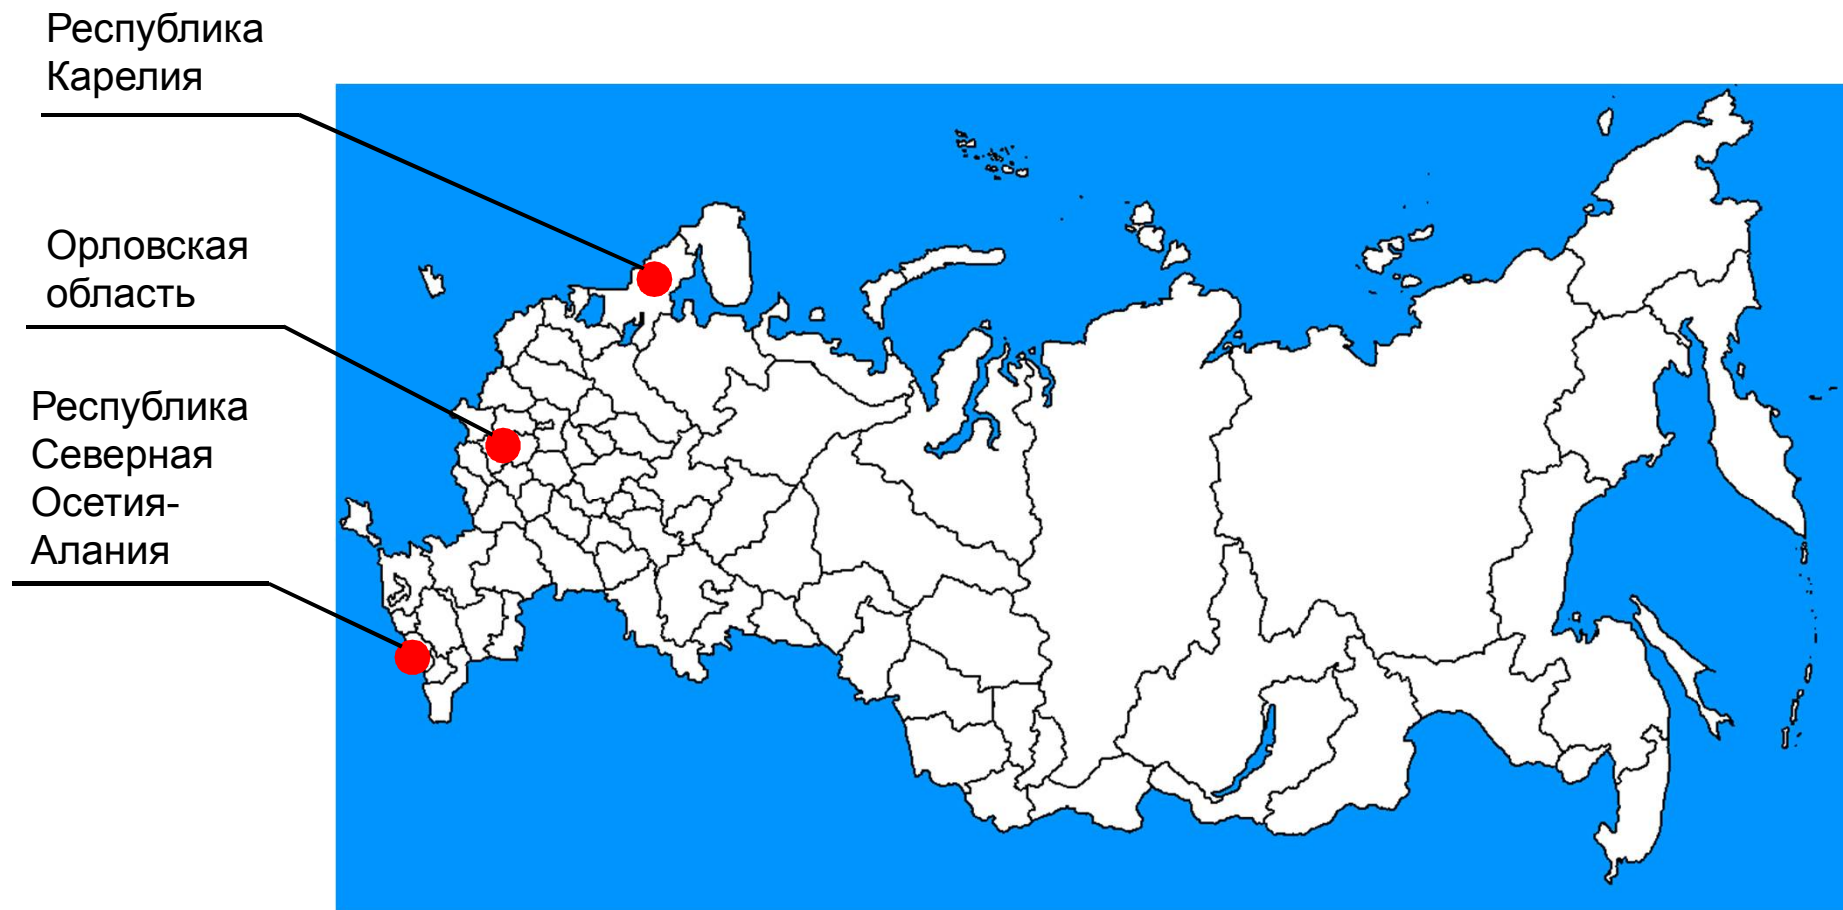 Республика
Карелия
Орловская
область
Республика
Северная
Осетия-
Алания